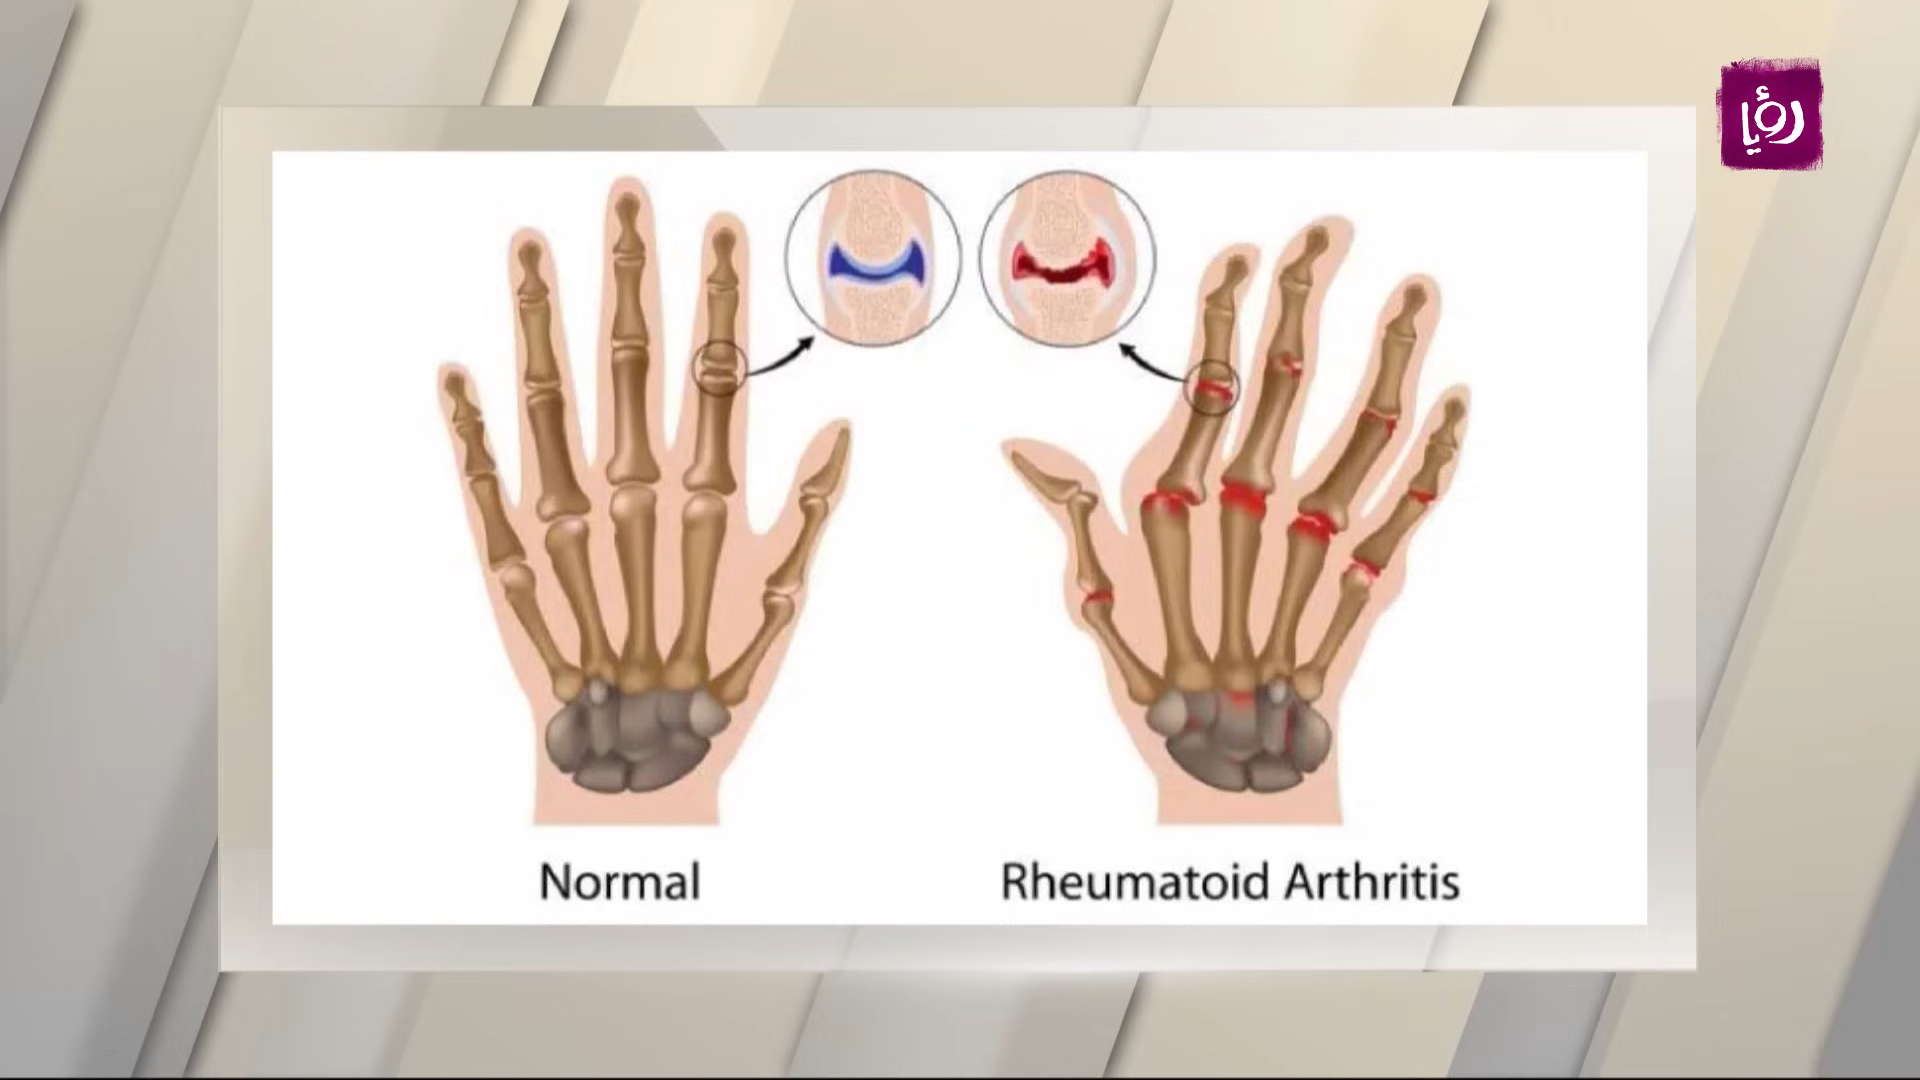 رؤيا
Normal
Rheumatoid Arthritis